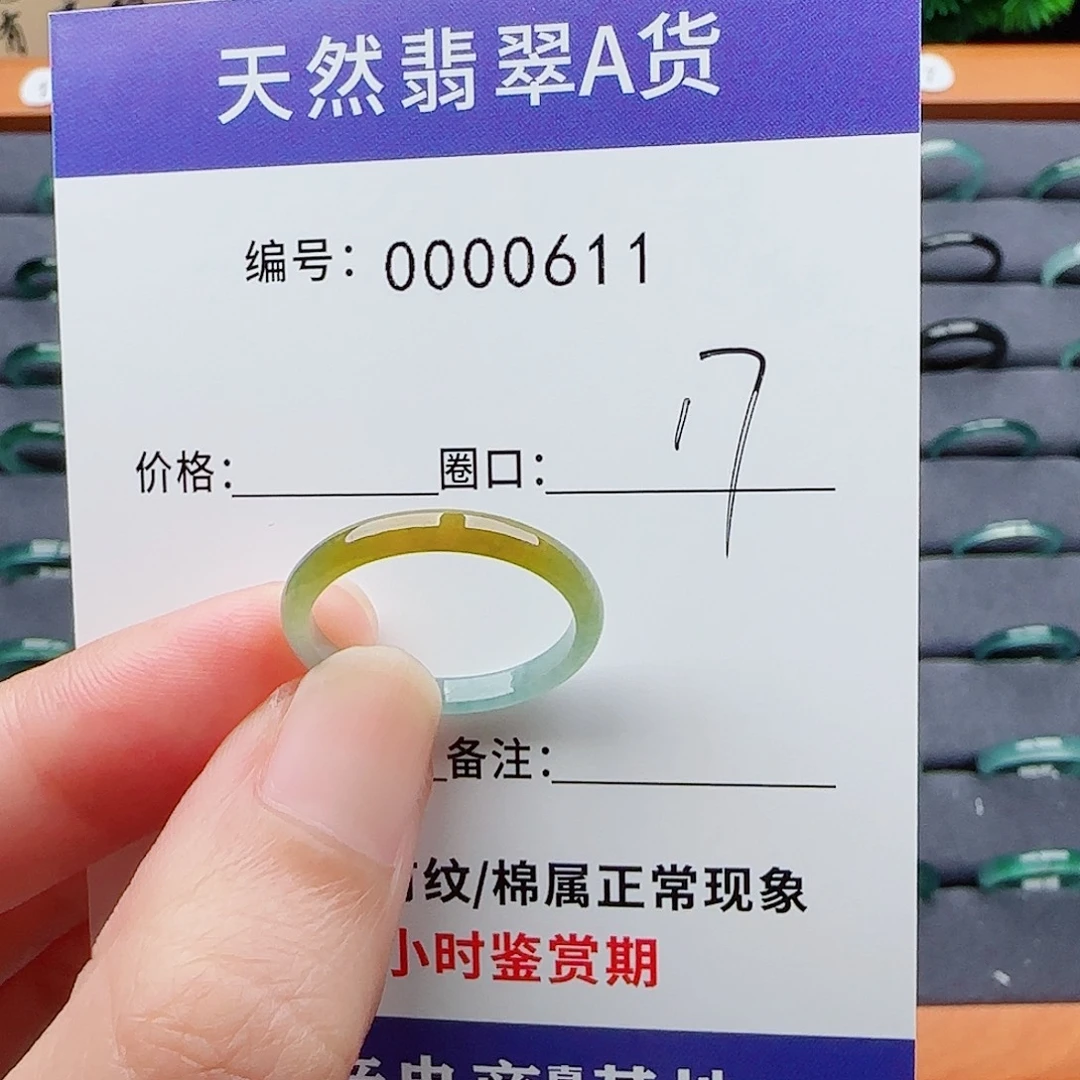 天然翡翠A货
编号：0000611
价格： 圈口：17
备注：
纹/棉属正常现象
小时鉴赏期